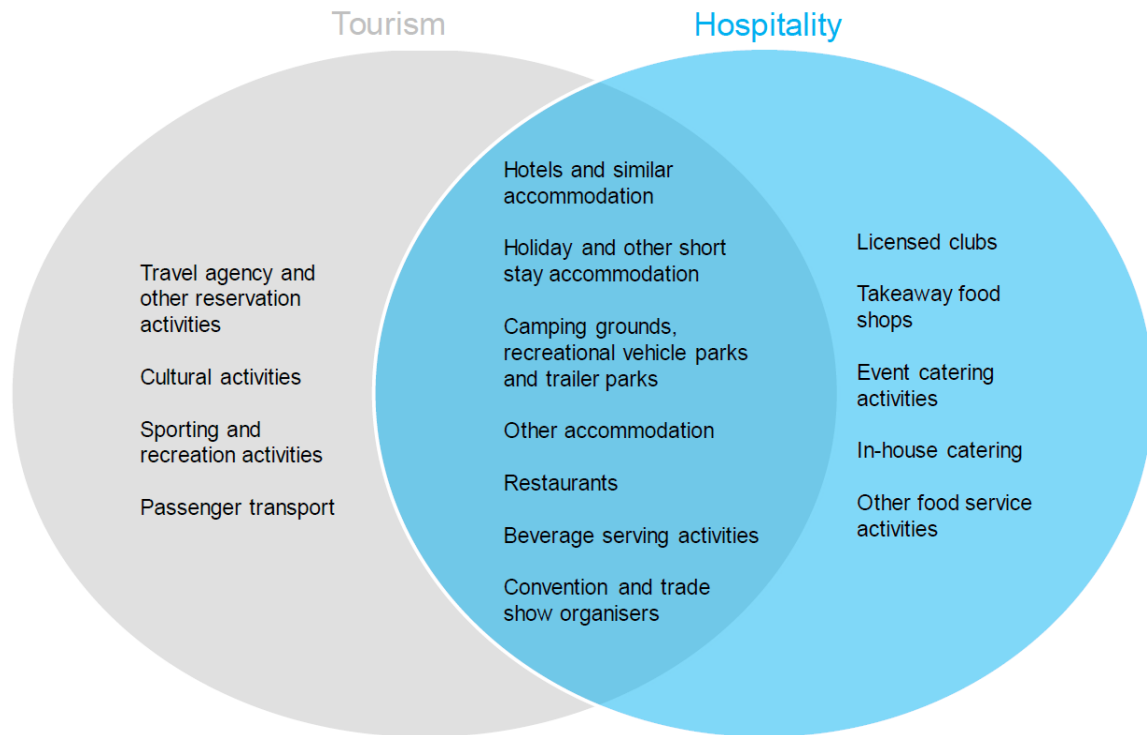 Tourism
Hospitality
Travel agency and
other reservation
activities
Cultural activities
Sporting and
recreation activities
Passenger transport
Hotels and similar
accommodation
Holiday and other short
stay accommodation
Camping grounds,
recreational vehicle parks
and trailer parks
Other accommodation
Restaurants
Beverage serving activities
Convention and trade
show organisers
Licensed clubs
Takeaway food
shops
Event catering
activities
In-house catering
Other food service
activities